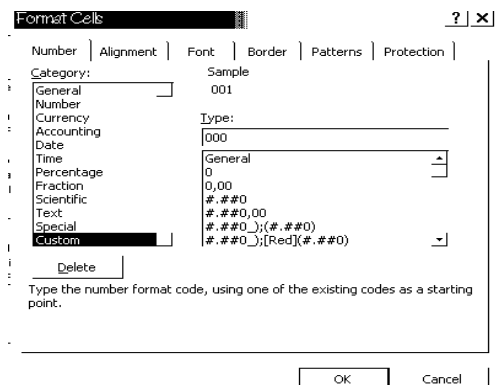 Format Cells ? X
Number Alignment Font Border Patterns Protection
Category: Sample
General 001
Number
Currency Type:
Accounting 000
Date
Time General
Percentage 0
Fraction 0,00
Scientific #.##0
Text #.##0,00
Special #.##0_);(#.##0)
Custom #.##0_);[Red](#.##0)
Delete
Type the number format code, using one of the existing codes as a starting
point.
OK Cancel